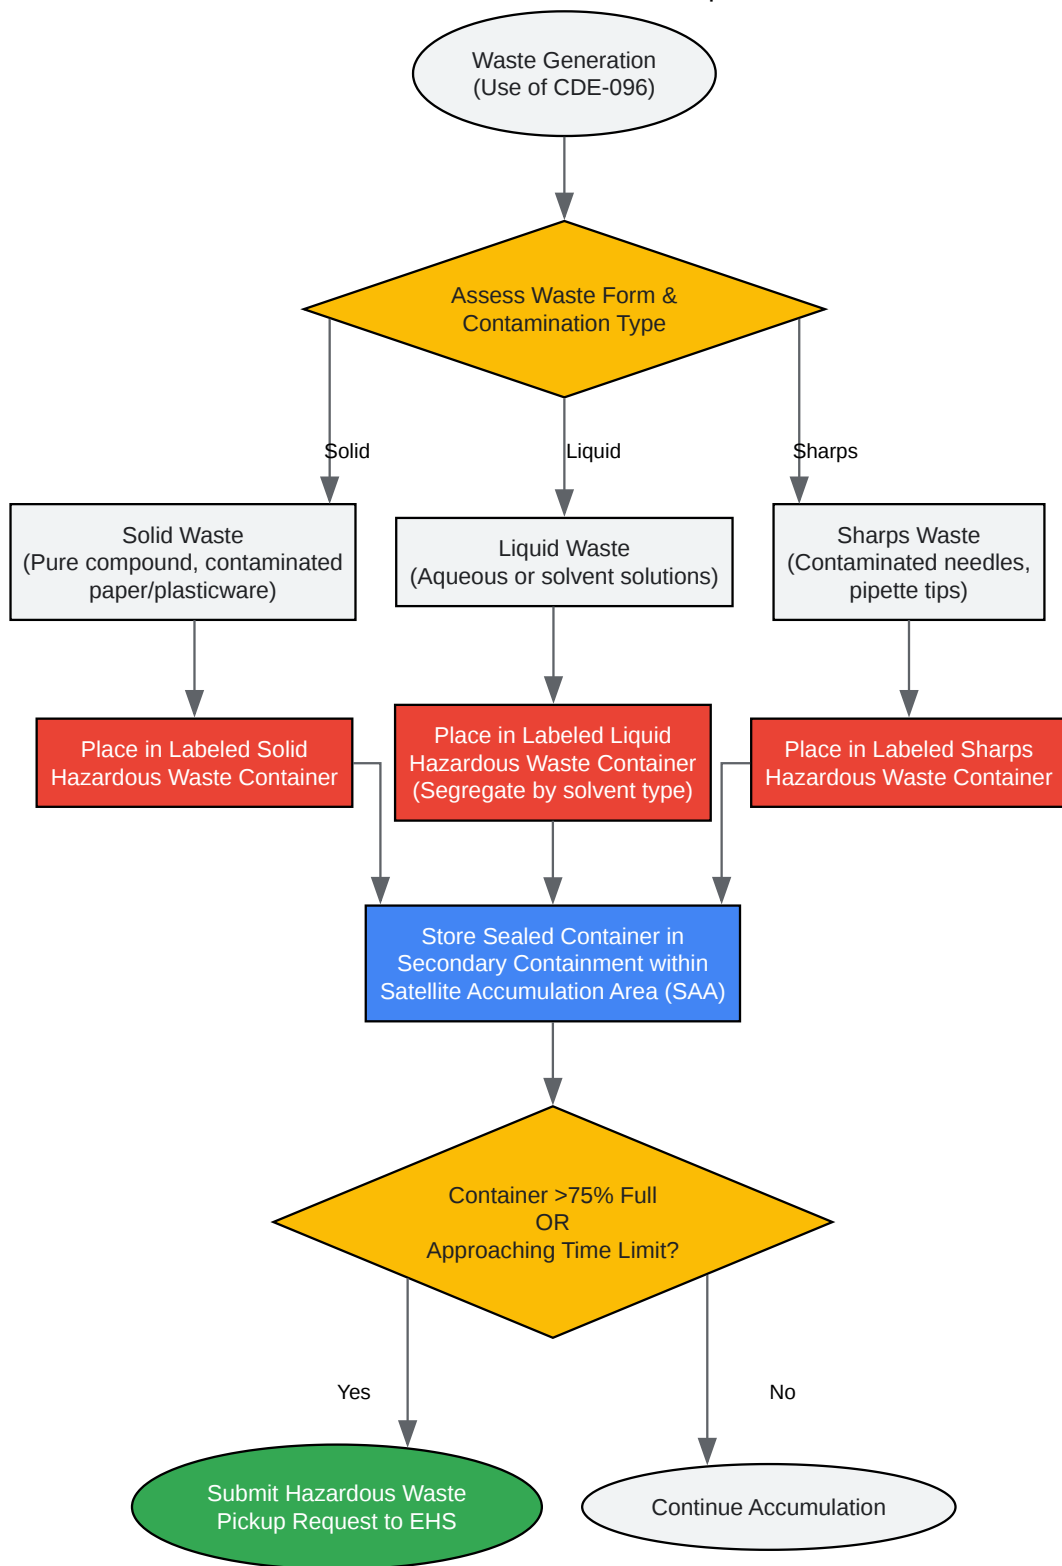 Waste Generation
(Use of CDE-096)
Assess Waste Form &
Contamination Type
Solid
Liquid
Sharps
Solid Waste
(Pure compound, contaminated
paper/plasticware)
Liquid Waste
(Aqueous or solvent solutions)
Sharps Waste
(Contaminated needles,
pipette tips)
Place in Labeled Solid
Hazardous Waste Container
Place in Labeled Liquid
Hazardous Waste Container
(Segregate by solvent type)
Place in Labeled Sharps
Hazardous Waste Container
Store Sealed Container in
Secondary Containment within
Satellite Accumulation Area (SAA)
Container >75% Full
OR
Approaching Time Limit?
Yes
No
Submit Hazardous Waste
Pickup Request to EHS
Continue Accumulation